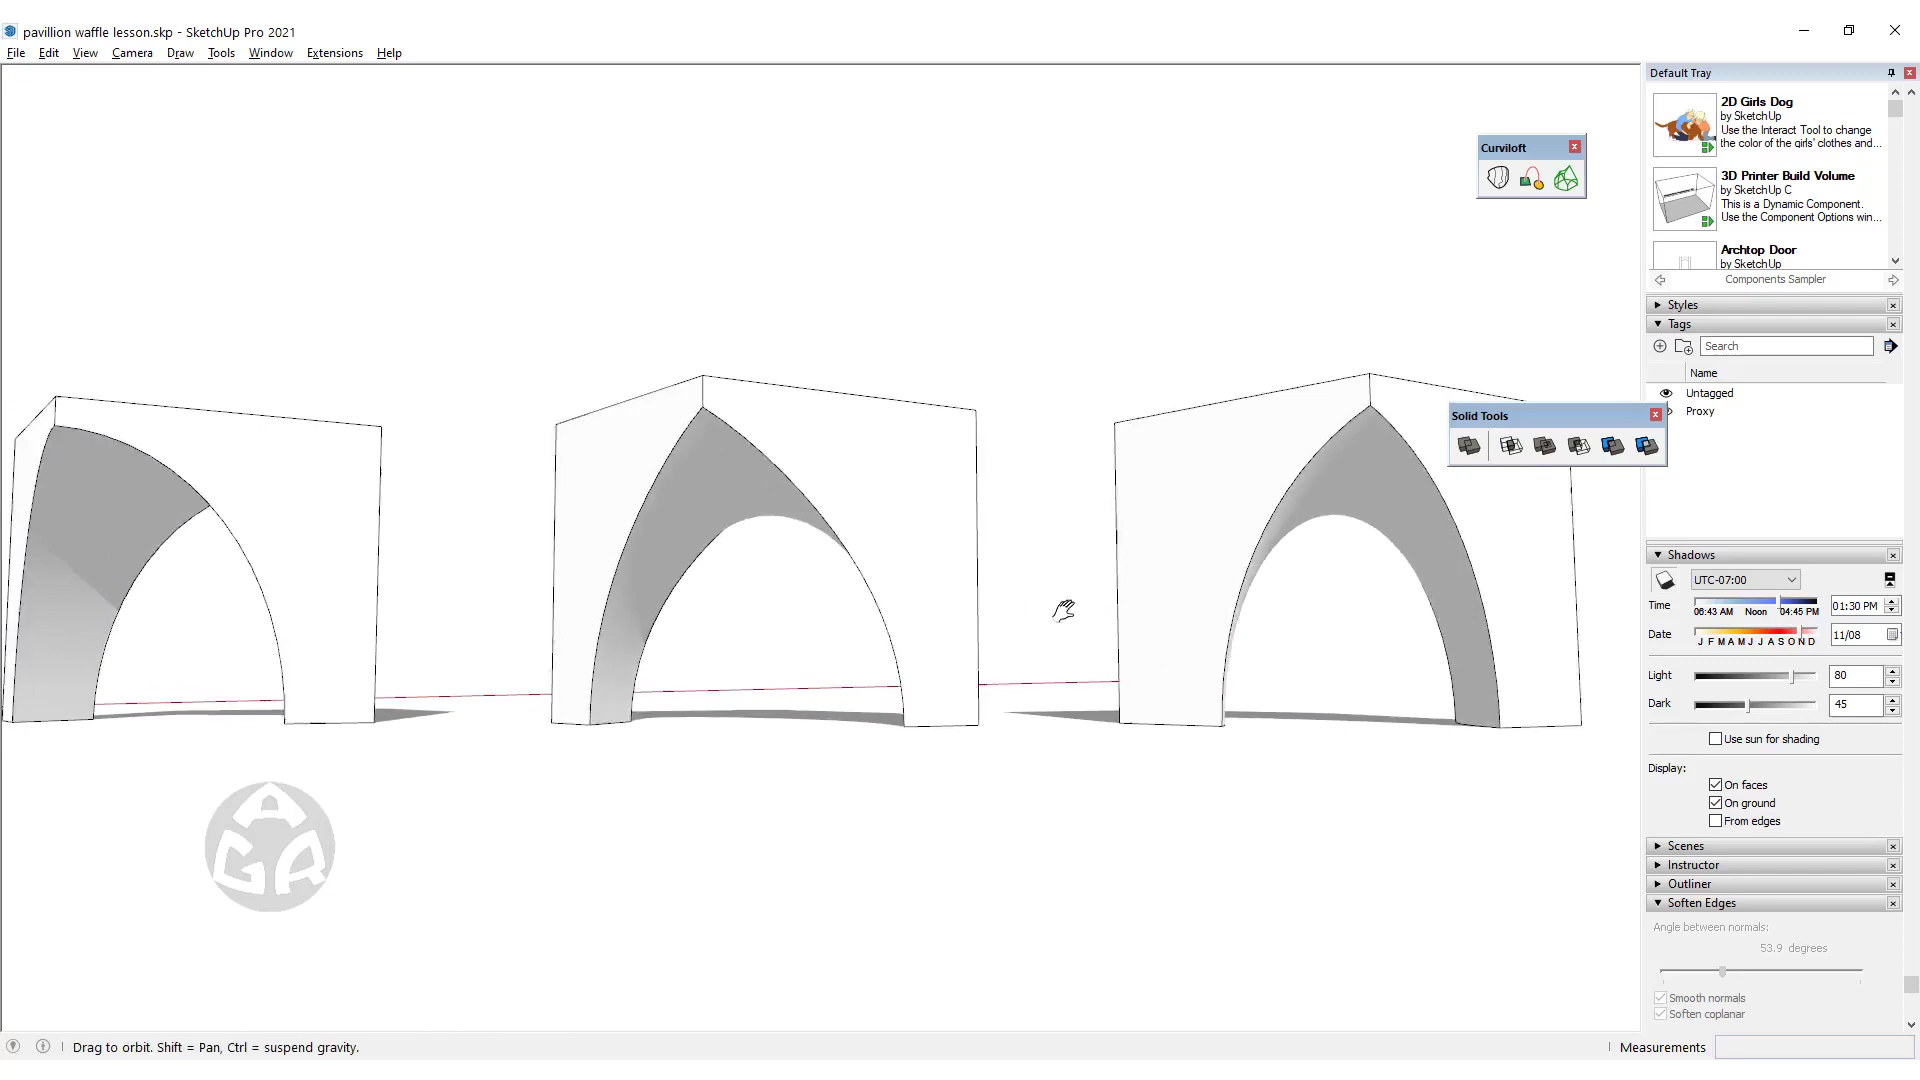 pavillion waffle lesson.skp - SketchUp Pro 2021
File Edit View Camera Draw Tools Window Extensions Help
Default Tray
2D Girls Dog
by SketchUp
Use the Interact Tool to change
the color of the girls' clothes and...
Curviloft
3D Printer Build Volume
by SketchUp C
This is a Dynamic Component.
Use the Component Options win...
Archtop Door
by SketchUp
Components Sampler
Styles
Tags
Search
Name
Untagged
Proxy
Solid Tools
Shadows
UTC-07:00
Time
06:43 AM Noon 04:45 PM
01:30 PM
Date
J F M A M J J A S O N D
11/08
Light
80
Dark
45
Use sun for shading
Display:
On faces
On ground
From edges
Scenes
Instructor
Outliner
Soften Edges
Angle between normals:
53.9 degrees
Smooth normals
Soften coplanar
AGR
Drag to orbit. Shift = Pan, Ctrl = suspend gravity.
Measurements